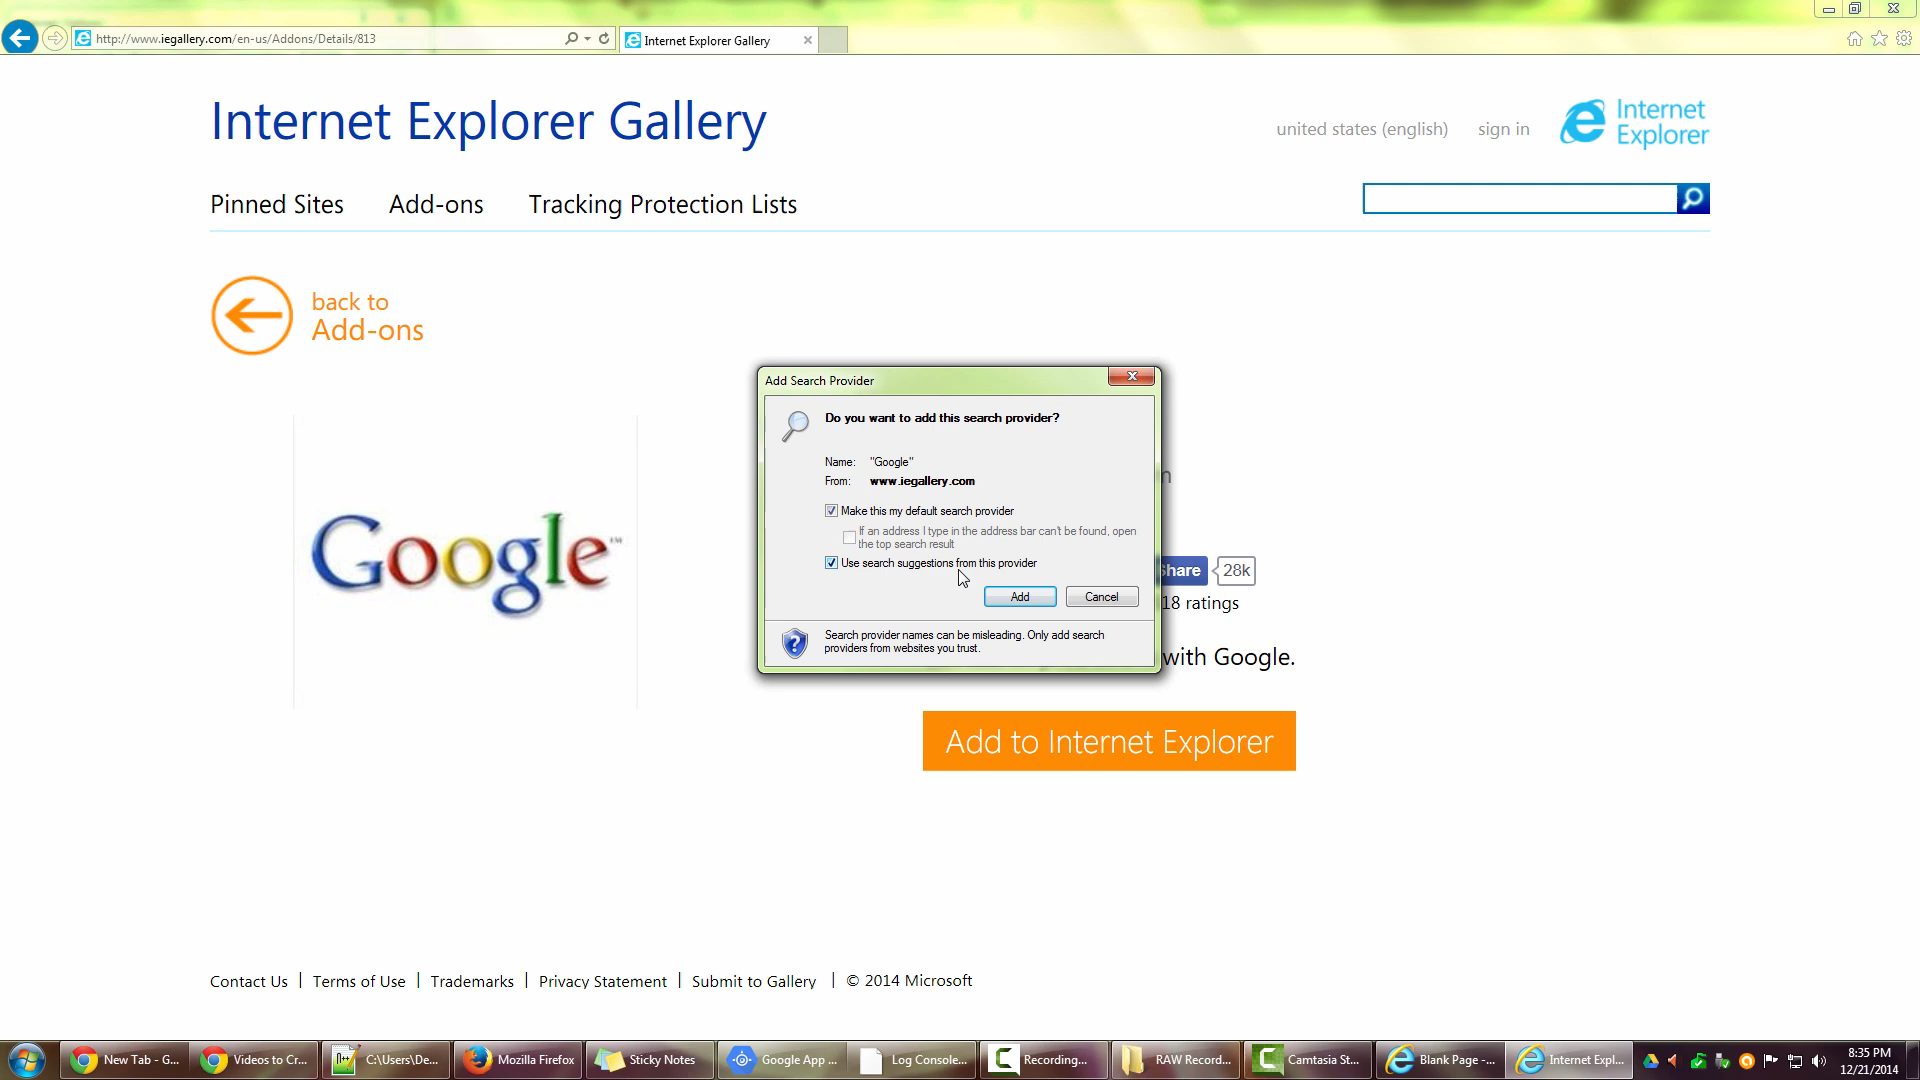 http://www.iegallery.com/en-us/Addons/Details/813
Internet Explorer Gallery
Internet Explorer Gallery
united states (english)
sign in
Internet
Explorer
Pinned Sites
Add-ons
Tracking Protection Lists
back to
Add-ons
Google™
Add Search Provider
Do you want to add this search provider?
Name: "Google"
From: www.iegallery.com
Make this my default search provider
If an address I type in the address bar can't be found, open
the top search result
Use search suggestions from this provider
Add
Cancel
Search provider names can be misleading. Only add search
providers from websites you trust.
Share
28k
18 ratings
with Google.
Add to Internet Explorer
Contact Us | Terms of Use | Trademarks | Privacy Statement | Submit to Gallery | © 2014 Microsoft
New Tab - G...
Videos to Cr...
C:\Users\De...
Mozilla Firefox
Sticky Notes
Google App ...
Log Console...
Recording...
RAW Record...
Camtasia St...
Blank Page -...
Internet Expl...
8:35 PM
12/21/2014